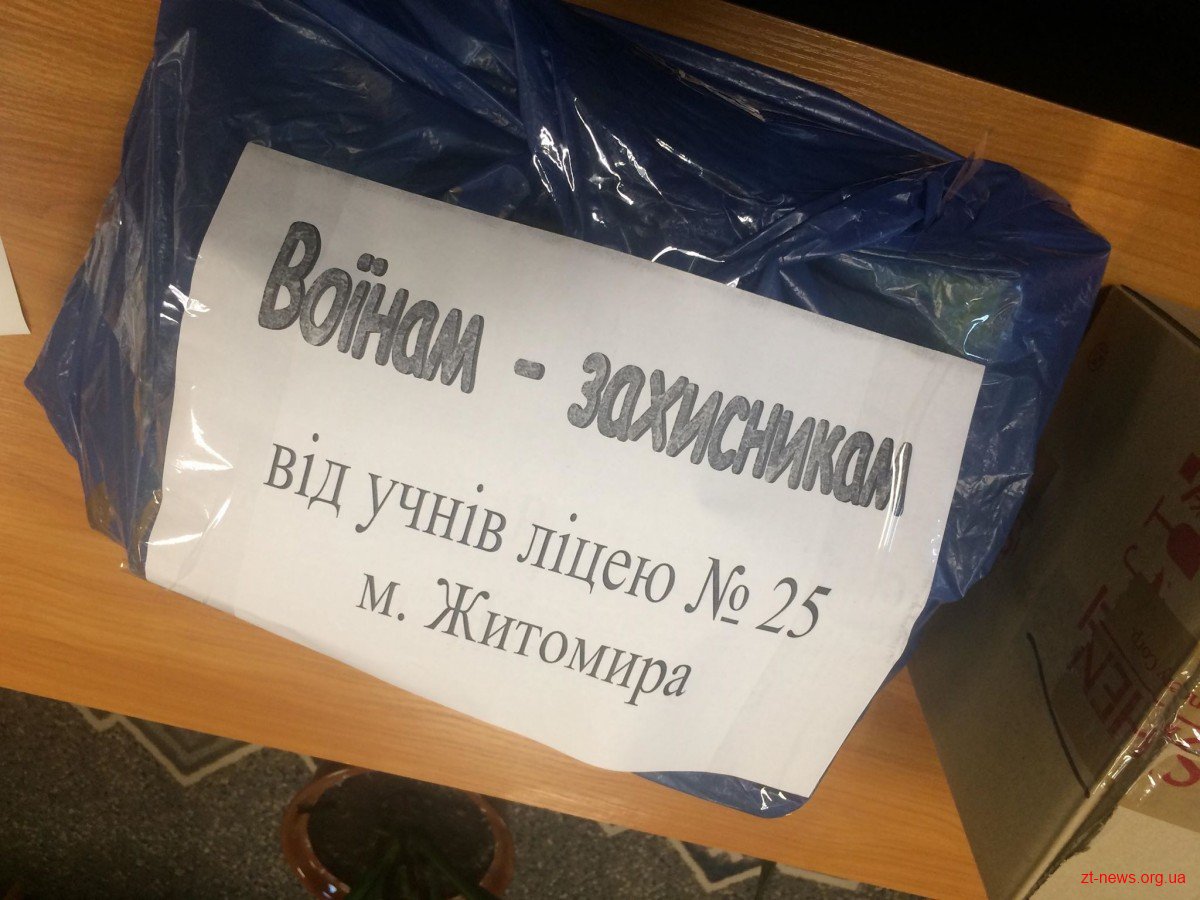 Воїнам - захисникам
від учнів ліцею № 25
м. Житомира
zt-news.org.ua